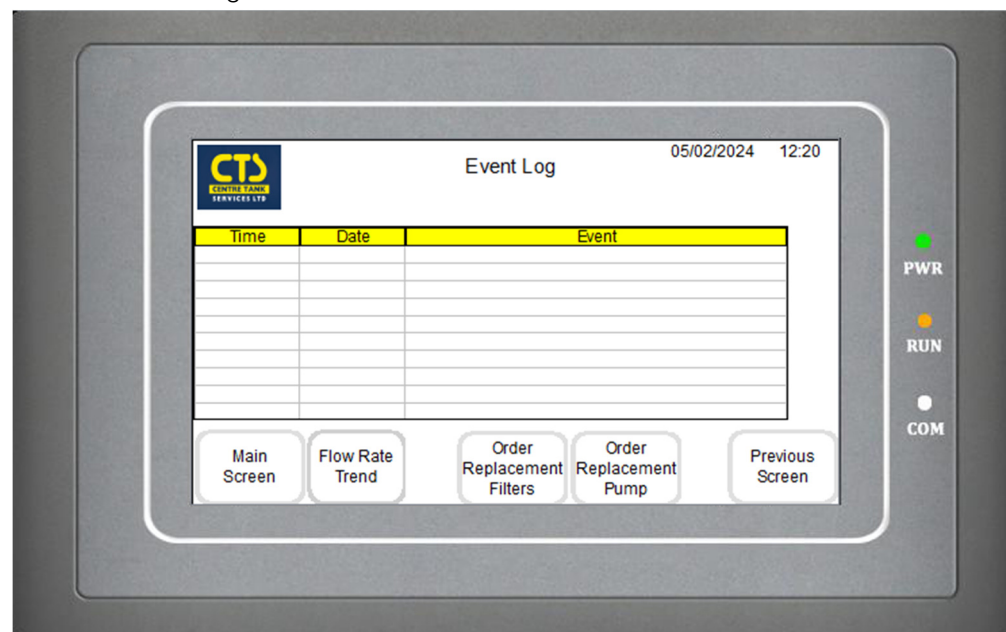 CTS
CENTRE TANK
SERVICES LTD
Event Log
05/02/2024 12:20
Time Date Event
PWR
RUN
COM
Main
Screen
Flow Rate
Trend
Order
Replacement
Filters
Order
Replacement
Pump
Previous
Screen